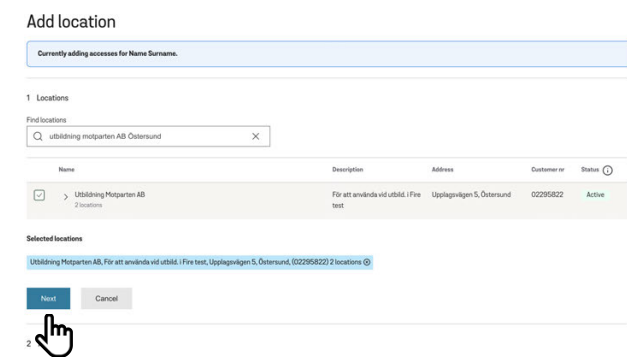 Add location
Currently adding accesses for Name Surname.
1 Locations
Find locations
utbildning motparten AB Östersund
Name Description Address Customer nr Status
Utbildning Motparten AB För att använda vid utbild. i Fire Upplagsvägen 5, Östersund 02295822 Active
2 locations test
Selected locations
Utbildning Motparten AB, För att använda vid utbild. i Fire test, Upplagsvägen 5, Östersund, (02295822) 2 locations
Next Cancel
2